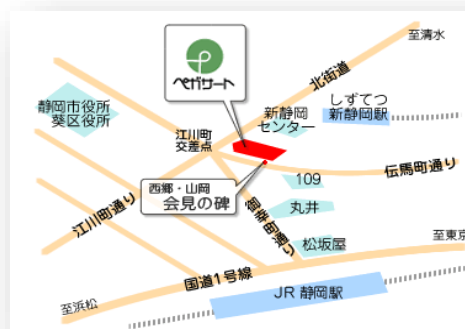 至清水
ペガサート
北街道
静岡市役所
葵区役所
新静岡
センター
しずてつ
新静岡駅
江川町
交差点
伝馬町通り
109
西郷・山岡
会見の碑
丸井
江川町通り
御幸町通り
松坂屋
至東京
国道1号線
JR 静岡駅
至浜松